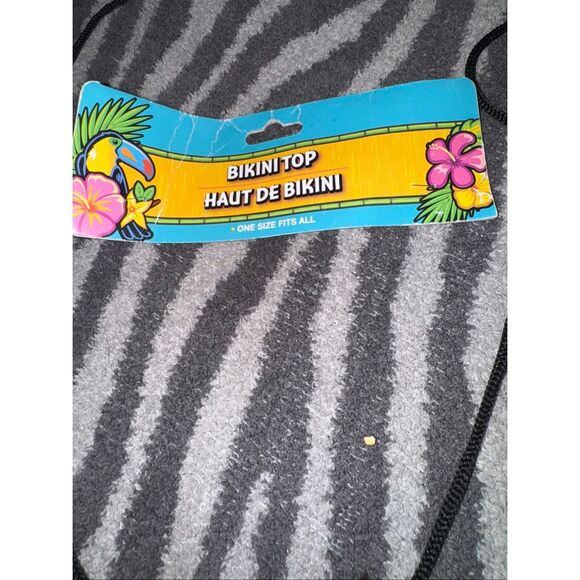 BIKINI TOP
HAUT DE BIKINI
• ONE SIZE FITS ALL